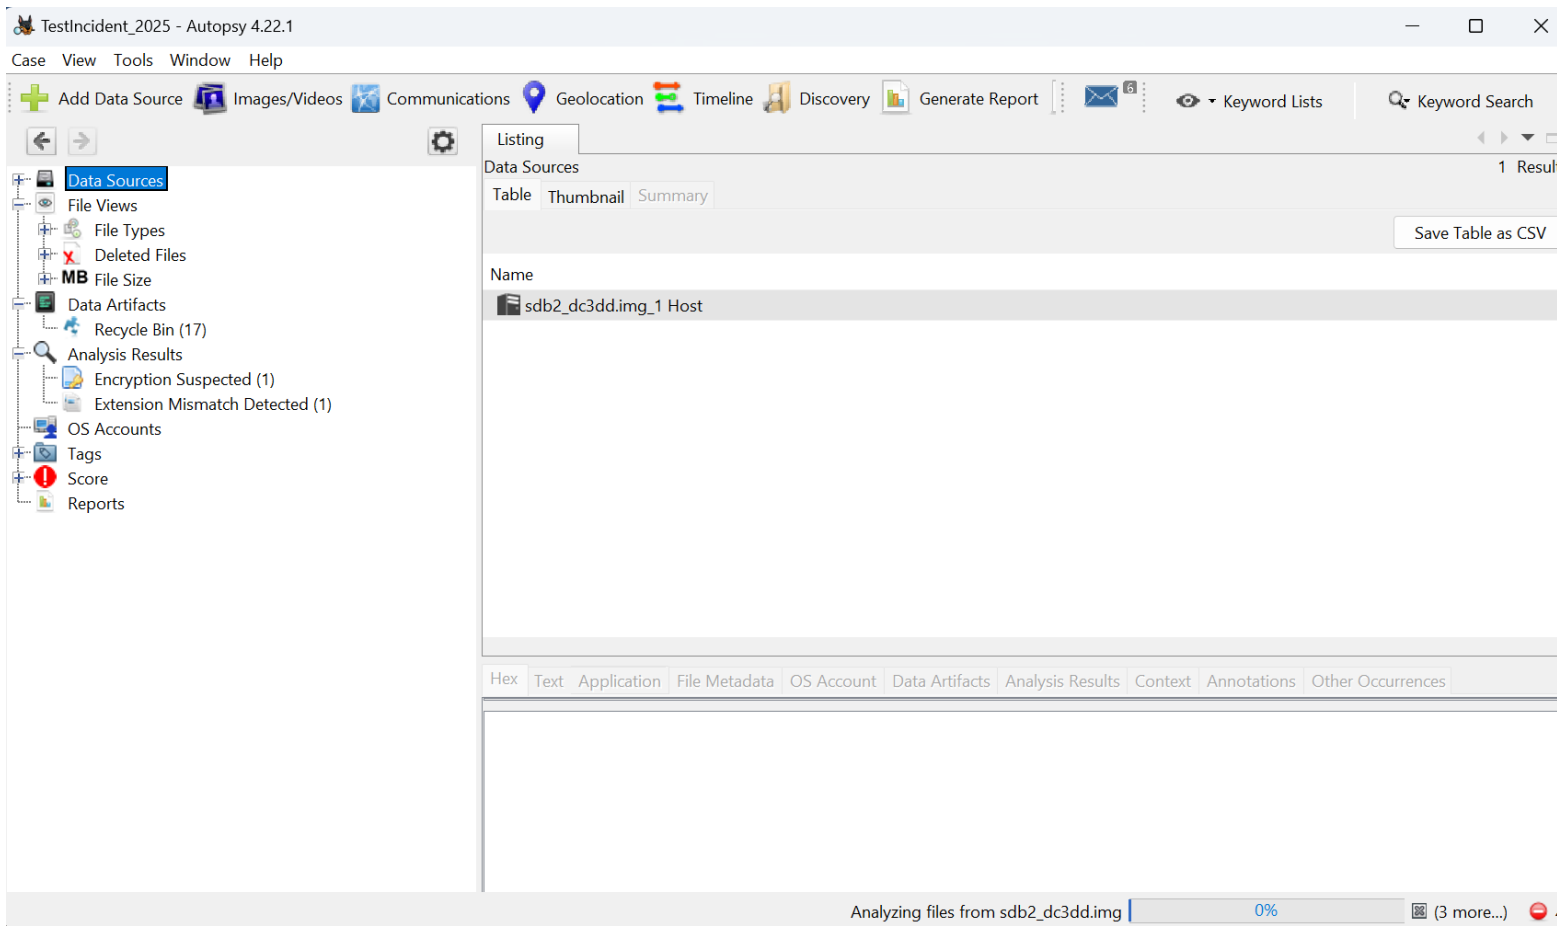 TestIncident_2025 - Autopsy 4.22.1
Case View Tools Window Help
Add Data Source Images/Videos Communications Geolocation Timeline Discovery Generate Report 6 Keyword Lists Keyword Search
Listing
Data Sources 1 Result
Table Thumbnail Summary
Save Table as CSV
Name
sdb2_dc3dd.img_1 Host
Data Sources
File Views
File Types
Deleted Files
MB File Size
Data Artifacts
Recycle Bin (17)
Analysis Results
Encryption Suspected (1)
Extension Mismatch Detected (1)
OS Accounts
Tags
Score
Reports
Hex Text Application File Metadata OS Account Data Artifacts Analysis Results Context Annotations Other Occurrences
Analyzing files from sdb2_dc3dd.img 0% (3 more...)